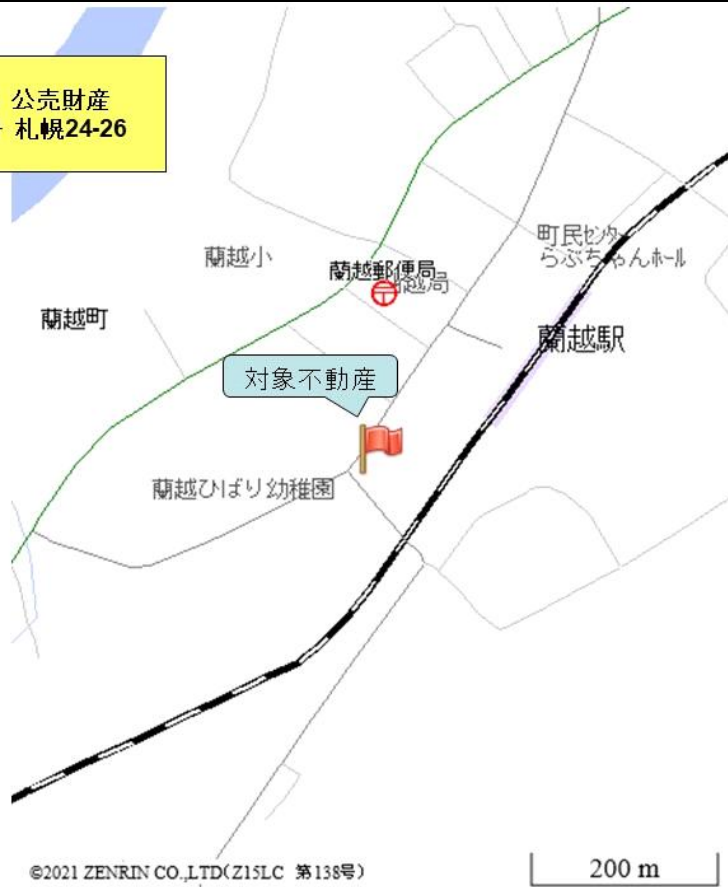 公売財産
札幌24-26
蘭越小
町民センター
らぶちゃんホール
蘭越郵便局
越局
蘭越町
蘭越駅
対象不動産
蘭越ひばり幼稚園
©2021 ZENRIN CO.,LTD(Z15LC 第138号)
200 m